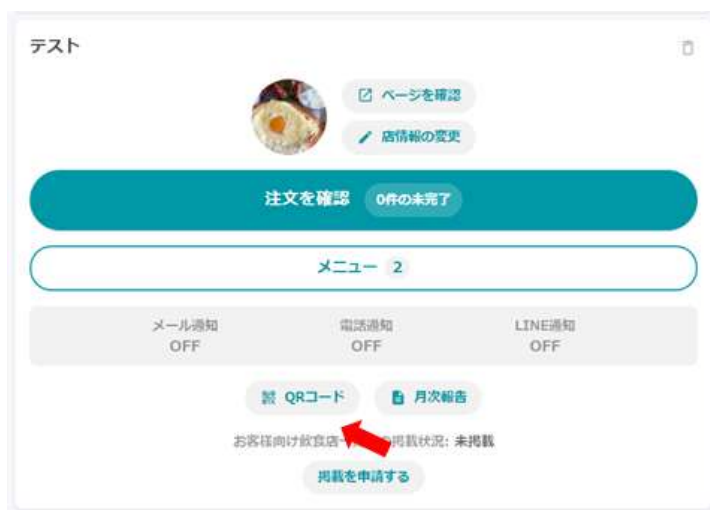 テスト
ページを確認
店情報の変更
注文を確認 0件の未完了
メニュー 2
メール通知 電話通知 LINE通知
OFF OFF OFF
QRコード 月次報告
お客様向け飲食店 の掲載状況: 未掲載
掲載を申請する